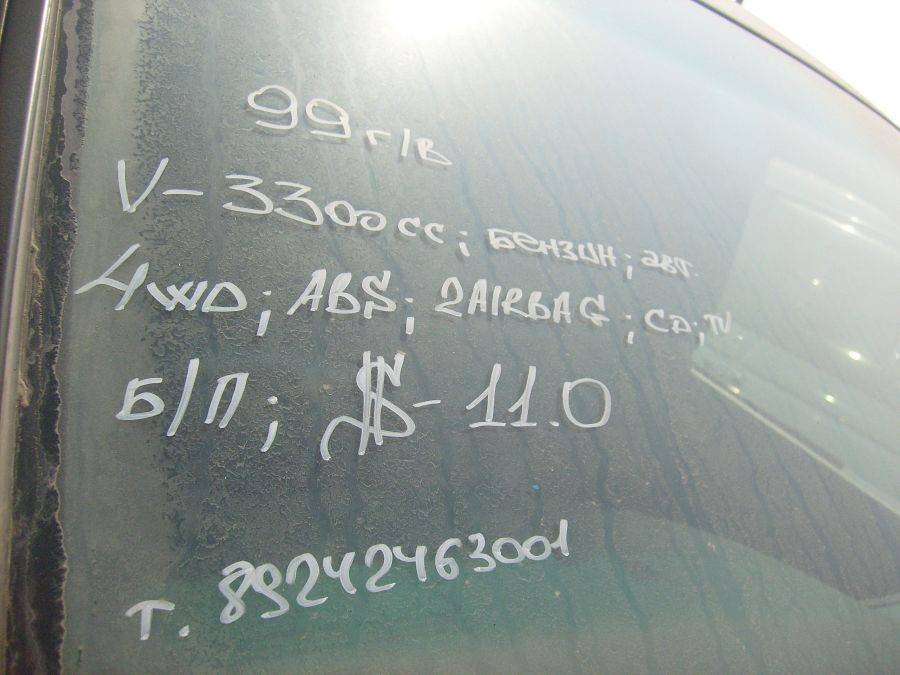 99 г/в
V-3300cc; бензин; авт.
4WD; ABS; 2AIRBAG; CD; TV
Б/П; $-11.0
т. 89242463001